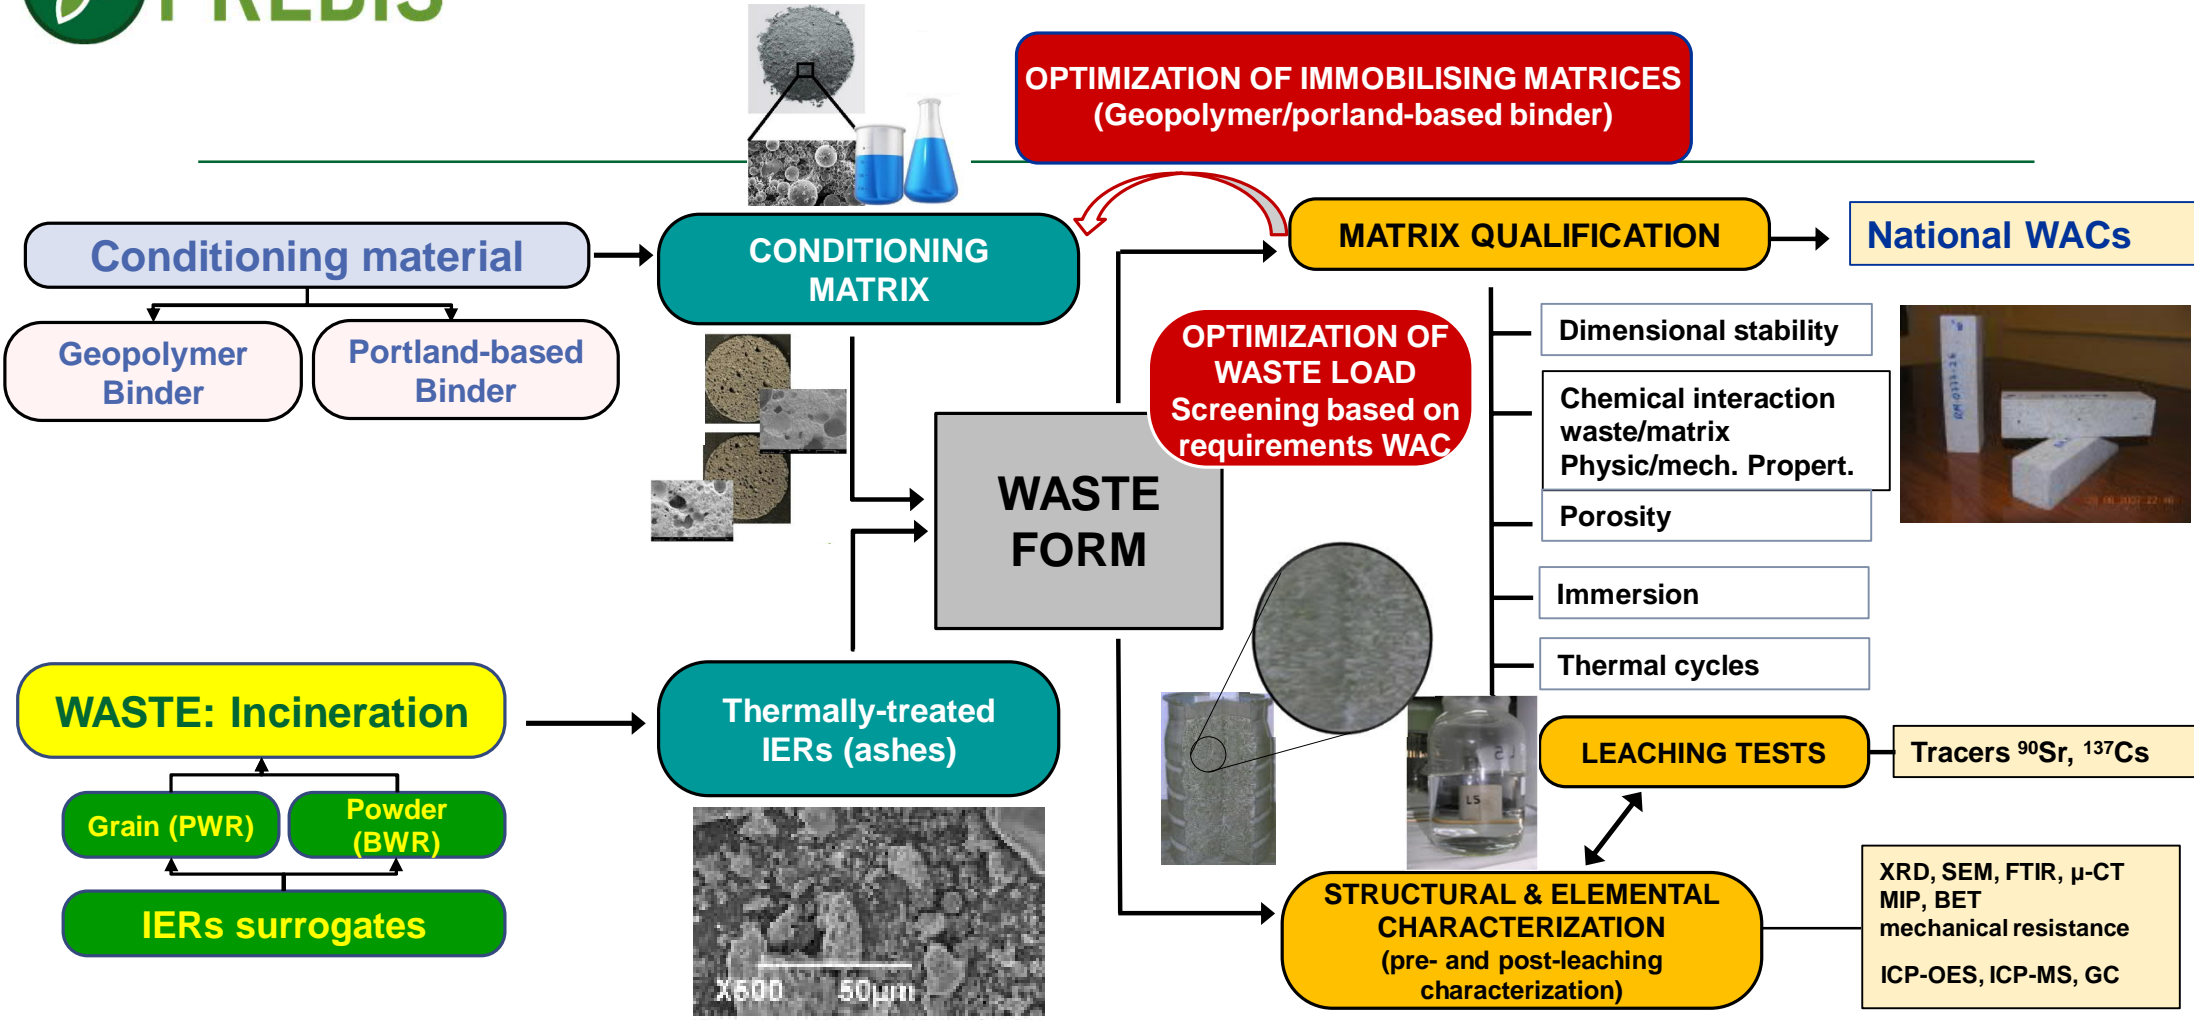 PREDIS
OPTIMIZATION OF IMMOBILISING MATRICES
(Geopolymer/porland-based binder)
Conditioning material
CONDITIONING
MATRIX
MATRIX QUALIFICATION
National WACs
Geopolymer
Binder
Portland-based
Binder
OPTIMIZATION OF
WASTE LOAD
Screening based on
requirements WAC
Dimensional stability
Chemical interaction
waste/matrix
Physic/mech. Propert.
Porosity
Immersion
Thermal cycles
WASTE
FORM
WASTE: Incineration
Thermally-treated
IERs (ashes)
Grain (PWR)
Powder
(BWR)
IERs surrogates
X500 50µm
LS
LEACHING TESTS
Tracers ⁹⁰Sr, ¹³⁷Cs
STRUCTURAL & ELEMENTAL
CHARACTERIZATION
(pre- and post-leaching
characterization)
XRD, SEM, FTIR, µ-CT
MIP, BET
mechanical resistance
ICP-OES, ICP-MS, GC